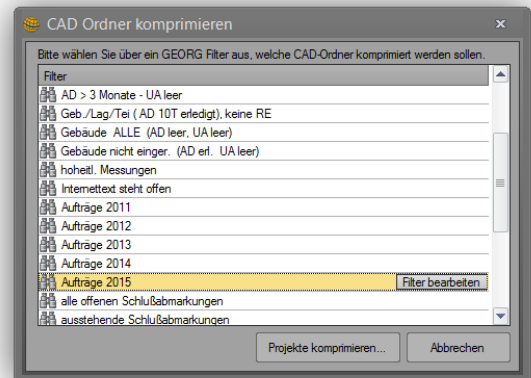 CAD Ordner komprimieren
Bitte wählen Sie über ein GEORG Filter aus, welche CAD-Ordner komprimiert werden sollen.
Filter
AD > 3 Monate - UA leer
Geb./Lag/Tei ( AD 10T erledigt), keine RE
Gebäude  ALLE  (AD leer, UA leer)
Gebäude nicht einger.  (AD erl.  UA leer)
hoheitl. Messungen
Internettext steht offen
Aufträge 2011
Aufträge 2012
Aufträge 2013
Aufträge 2014
Aufträge 2015 Filter bearbeiten
alle offenen Schlußabmarkungen
ausstehende Schlußabmarkungen
Projekte komprimieren... Abbrechen